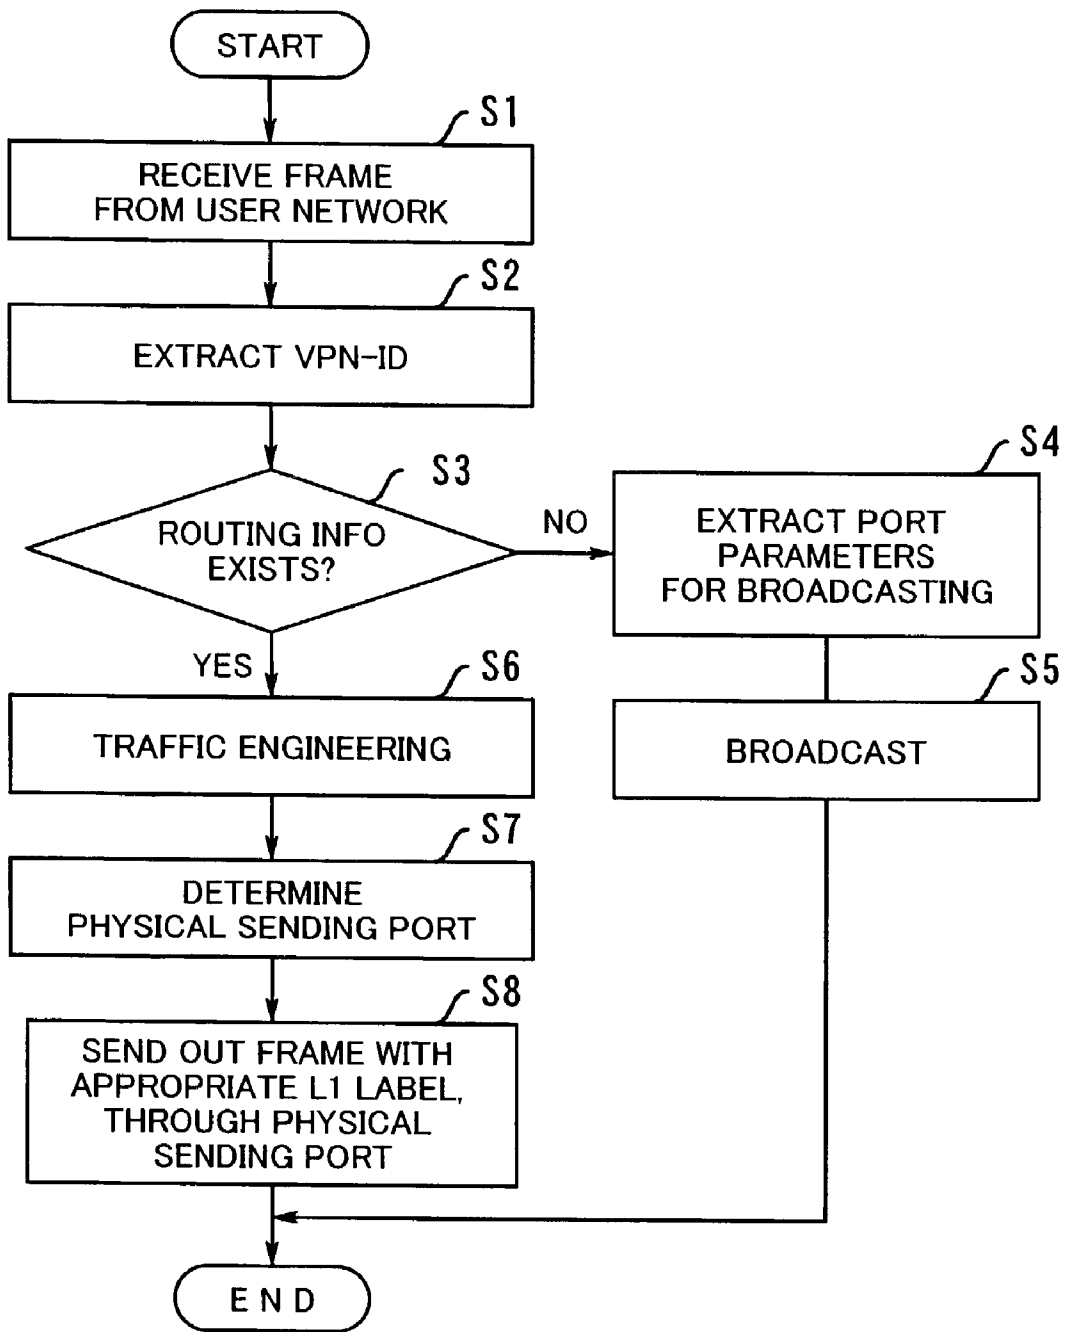 START
S1
RECEIVE FRAME
FROM USER NETWORK
S2
EXTRACT VPN-ID
S3
ROUTING INFO
EXISTS?
NO
S4
EXTRACT PORT
PARAMETERS
FOR BROADCASTING
S5
BROADCAST
YES
S6
TRAFFIC ENGINEERING
S7
DETERMINE
PHYSICAL SENDING PORT
S8
SEND OUT FRAME WITH
APPROPRIATE L1 LABEL,
THROUGH PHYSICAL
SENDING PORT
END